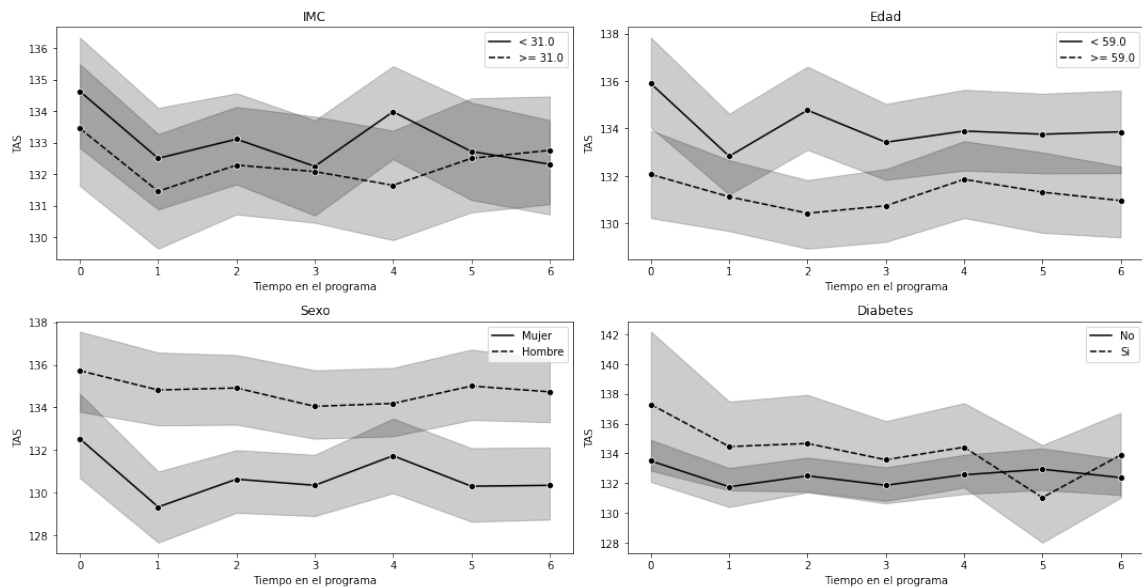 IMC
< 31.0
>= 31.0
TAS
136
135
134
133
132
131
130
0 1 2 3 4 5 6
Tiempo en el programa
Edad
< 59.0
>= 59.0
TAS
138
136
134
132
130
0 1 2 3 4 5 6
Tiempo en el programa
Sexo
Mujer
Hombre
TAS
138
136
134
132
130
128
0 1 2 3 4 5 6
Tiempo en el programa
Diabetes
No
Si
TAS
142
140
138
136
134
132
130
128
0 1 2 3 4 5 6
Tiempo en el programa